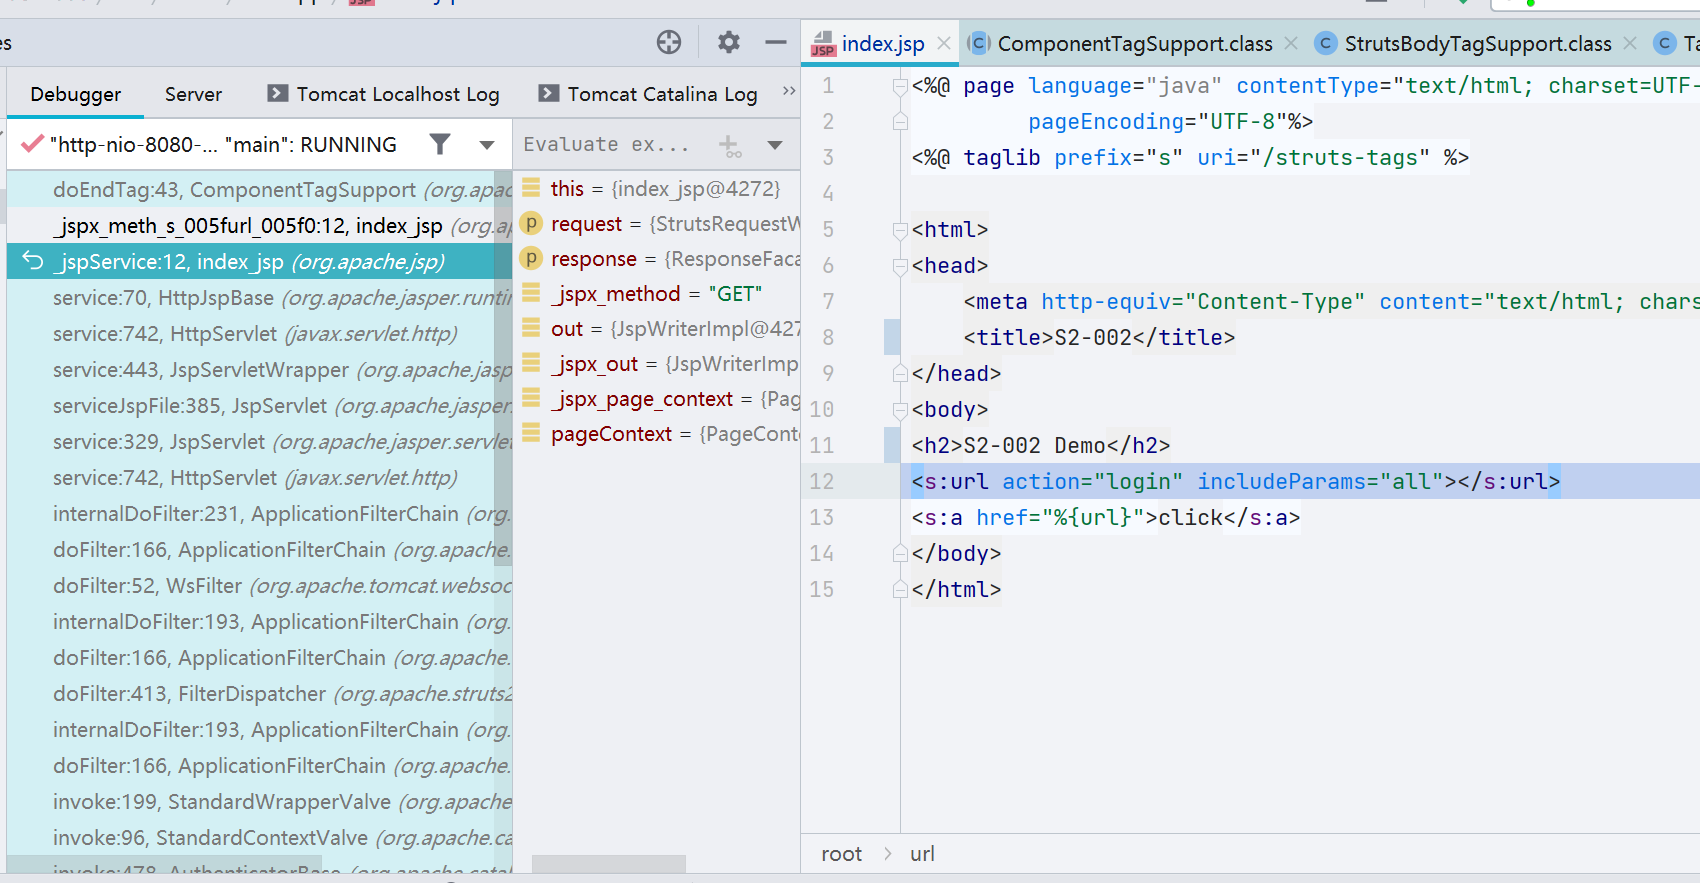 Debugger
Server
Tomcat Localhost Log
Tomcat Catalina Log
»
"http-nio-8080-... "main": RUNNING
doEndTag:43, ComponentTagSupport (org.apac
_jspx_meth_s_005furl_005f0:12, index_jsp (org.a
_jspService:12, index_jsp (org.apache.jsp)
service:70, HttpJspBase (org.apache.jasper.runti
service:742, HttpServlet (javax.servlet.http)
service:443, JspServletWrapper (org.apache.jasp
serviceJspFile:385, JspServlet (org.apache.jasper.
service:329, JspServlet (org.apache.jasper.servlet
service:742, HttpServlet (javax.servlet.http)
internalDoFilter:231, ApplicationFilterChain (org.
doFilter:166, ApplicationFilterChain (org.apache.
doFilter:52, WsFilter (org.apache.tomcat.websoc
internalDoFilter:193, ApplicationFilterChain (org.
doFilter:166, ApplicationFilterChain (org.apache.
doFilter:413, FilterDispatcher (org.apache.struts2
internalDoFilter:193, ApplicationFilterChain (org.
doFilter:166, ApplicationFilterChain (org.apache.
invoke:199, StandardWrapperValve (org.apache
invoke:96, StandardContextValve (org.apache.ca
invoke:478, AuthenticatorBase (org.apache.catal
Evaluate ex...
this = {index_jsp@4272}
p request = {StrutsRequestW
p response = {ResponseFaca
_jspx_method = "GET"
out = {JspWriterImpl@427
_jspx_out = {JspWriterImp
_jspx_page_context = {Pag
pageContext = {PageCont
JSP index.jsp
C ComponentTagSupport.class
C StrutsBodyTagSupport.class
C Ta
1 <%@ page language="java" contentType="text/html; charset=UTF-
2 pageEncoding="UTF-8"%>
3 <%@ taglib prefix="s" uri="/struts-tags" %>
4
5 <html>
6 <head>
7 <meta http-equiv="Content-Type" content="text/html; chars
8 <title>S2-002</title>
9 </head>
10 <body>
11 <h2>S2-002 Demo</h2>
12 <s:url action="login" includeParams="all"></s:url>
13 <s:a href="%{url}">click</s:a>
14 </body>
15 </html>
root > url